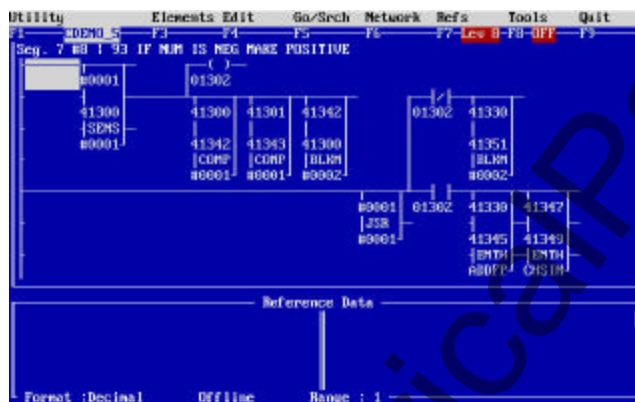 Utility Elements Edit Go/Srch Network Refs Tools Quit
F1 CDEMO_5 F3 F4 F5 F6 F7-Lev 8-F8-OFF F9
Seg. 7 #8 : 93 IF NUM IS NEG MAKE POSITIVE
#0001 01302
41300 41300 41301 41342 01302 41330
SENS 41342 41343 41300 41351
#0001 COMP COMP BLKM BLKM
#0001 #0001 #0002 #0002
#0001 01302 41330 41347
JSR
#0001 41345 41349
EMTH EMTH
ADDFP CHSIN
Reference Data
Format :Decimal Offline Range : 1